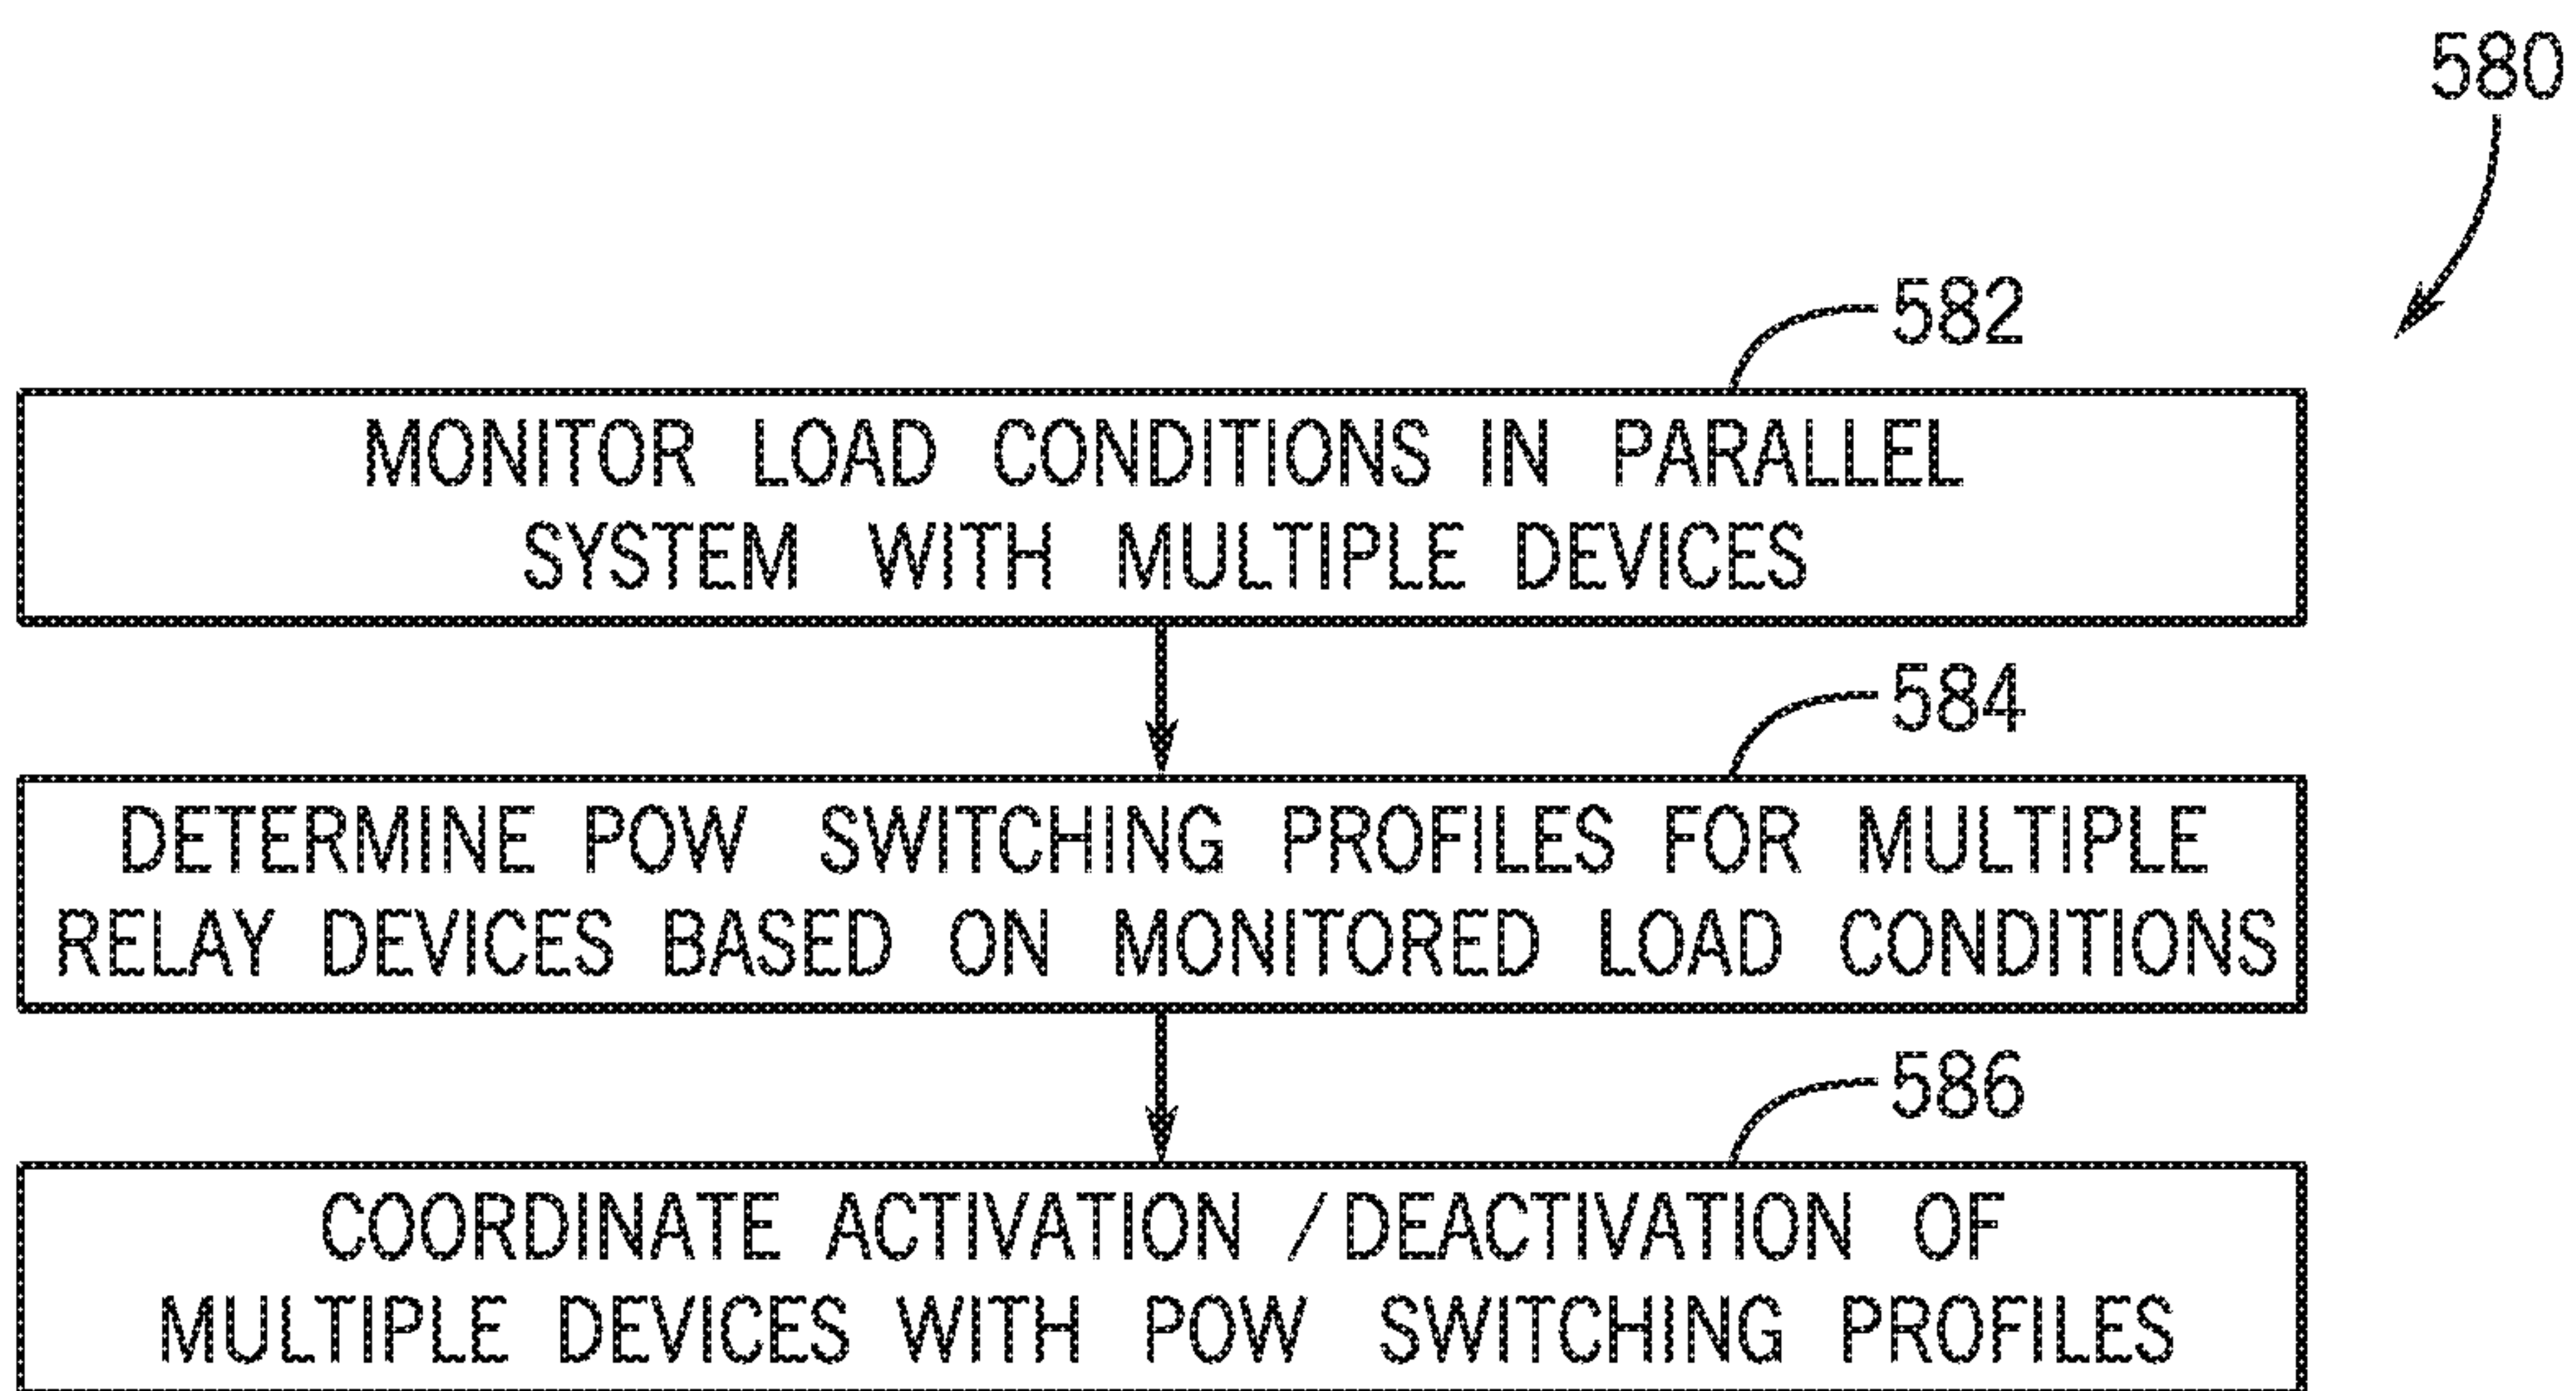 580
582
MONITOR LOAD CONDITIONS IN PARALLEL
SYSTEM WITH MULTIPLE DEVICES
584
DETERMINE POW SWITCHING PROFILES FOR MULTIPLE
RELAY DEVICES BASED ON MONITORED LOAD CONDITIONS
586
COORDINATE ACTIVATION /DEACTIVATION OF
MULTIPLE DEVICES WITH POW SWITCHING PROFILES